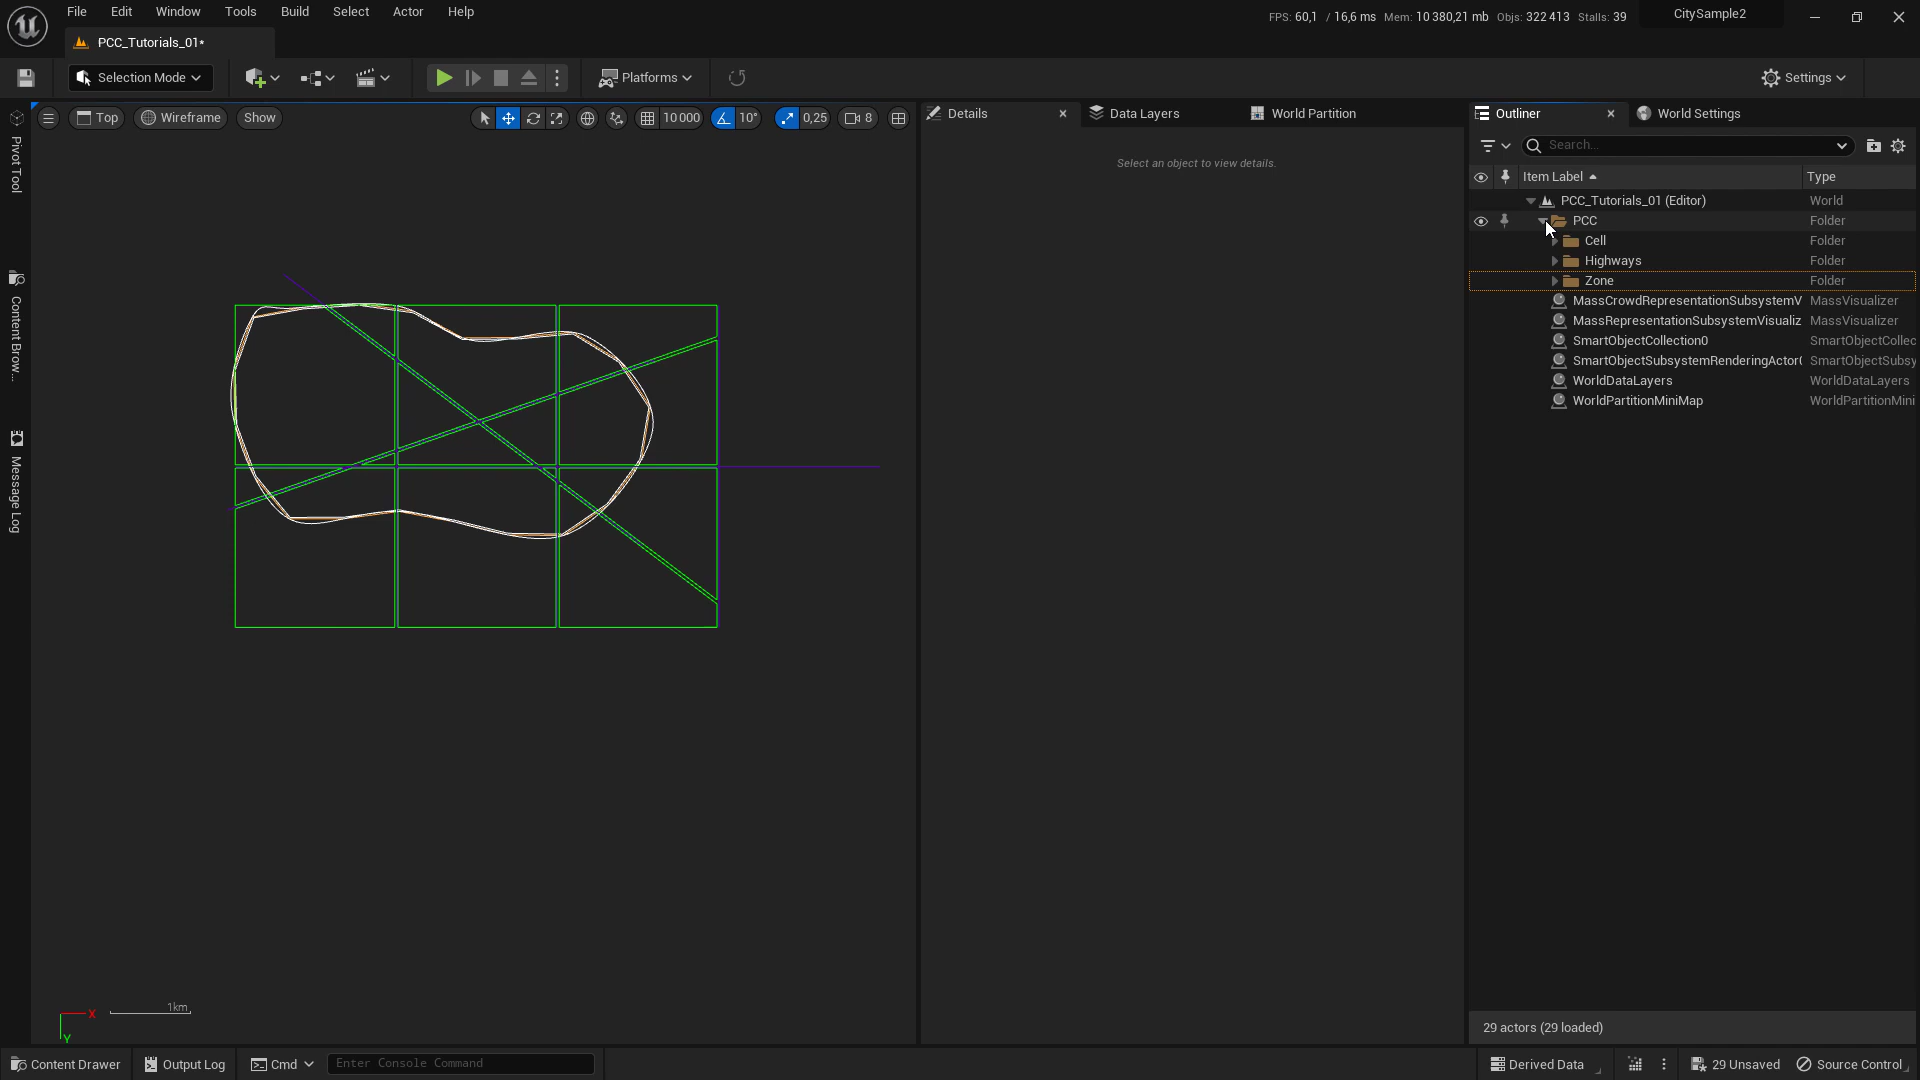 File Edit Window Tools Build Select Actor Help
FPS: 60,1 / 16,6 ms Mem: 10 380,21 mb Objs: 322 413 Stalls: 39
CitySample2
PCC_Tutorials_01*
Selection Mode
Platforms
Settings
Top
Wireframe
Show
10 000
10°
0,25
8
Details
Data Layers
World Partition
Outliner
World Settings
Pivot Tool
Content Brow...
Message Log
Select an object to view details.
Search...
Item Label Type
PCC_Tutorials_01 (Editor) World
PCC Folder
Cell Folder
Highways Folder
Zone Folder
MassCrowdRepresentationSubsystemV MassVisualizer
MassRepresentationSubsystemVisualiz MassVisualizer
SmartObjectCollection0 SmartObjectCollec
SmartObjectSubsystemRenderingActor( SmartObjectSubsy
WorldDataLayers WorldDataLayers
WorldPartitionMiniMap WorldPartitionMini
1km
X
Y
29 actors (29 loaded)
Content Drawer
Output Log
Cmd
Enter Console Command
Derived Data
29 Unsaved
Source Control